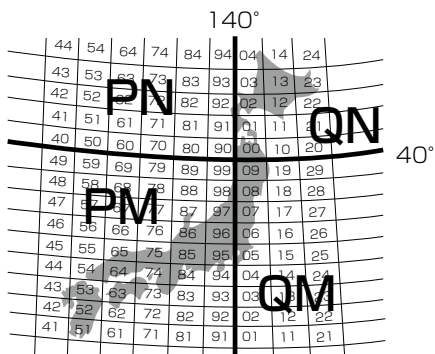 140°
44 54 64 74 84 94 04 14 24
43 53 63 73 83 93 03 13 23
PN
42 52 62 72 82 92 02 12 22
41 51 61 71 81 91 01 11 21
QN
40 50 60 70 80 90 00 10 20
40°
49 59 69 79 89 99 09 19 29
48 58 68 78 88 98 08 18 28
PM
47 57 67 77 87 97 07 17 27
46 56 66 76 86 96 06 16 26
45 55 65 75 85 95 05 15 25
44 54 64 74 84 94 04 14 24
QM
43 53 63 73 83 93 03 13 23
42 52 62 72 82 92 02 12 22
41 51 61 71 81 91 01 11 21